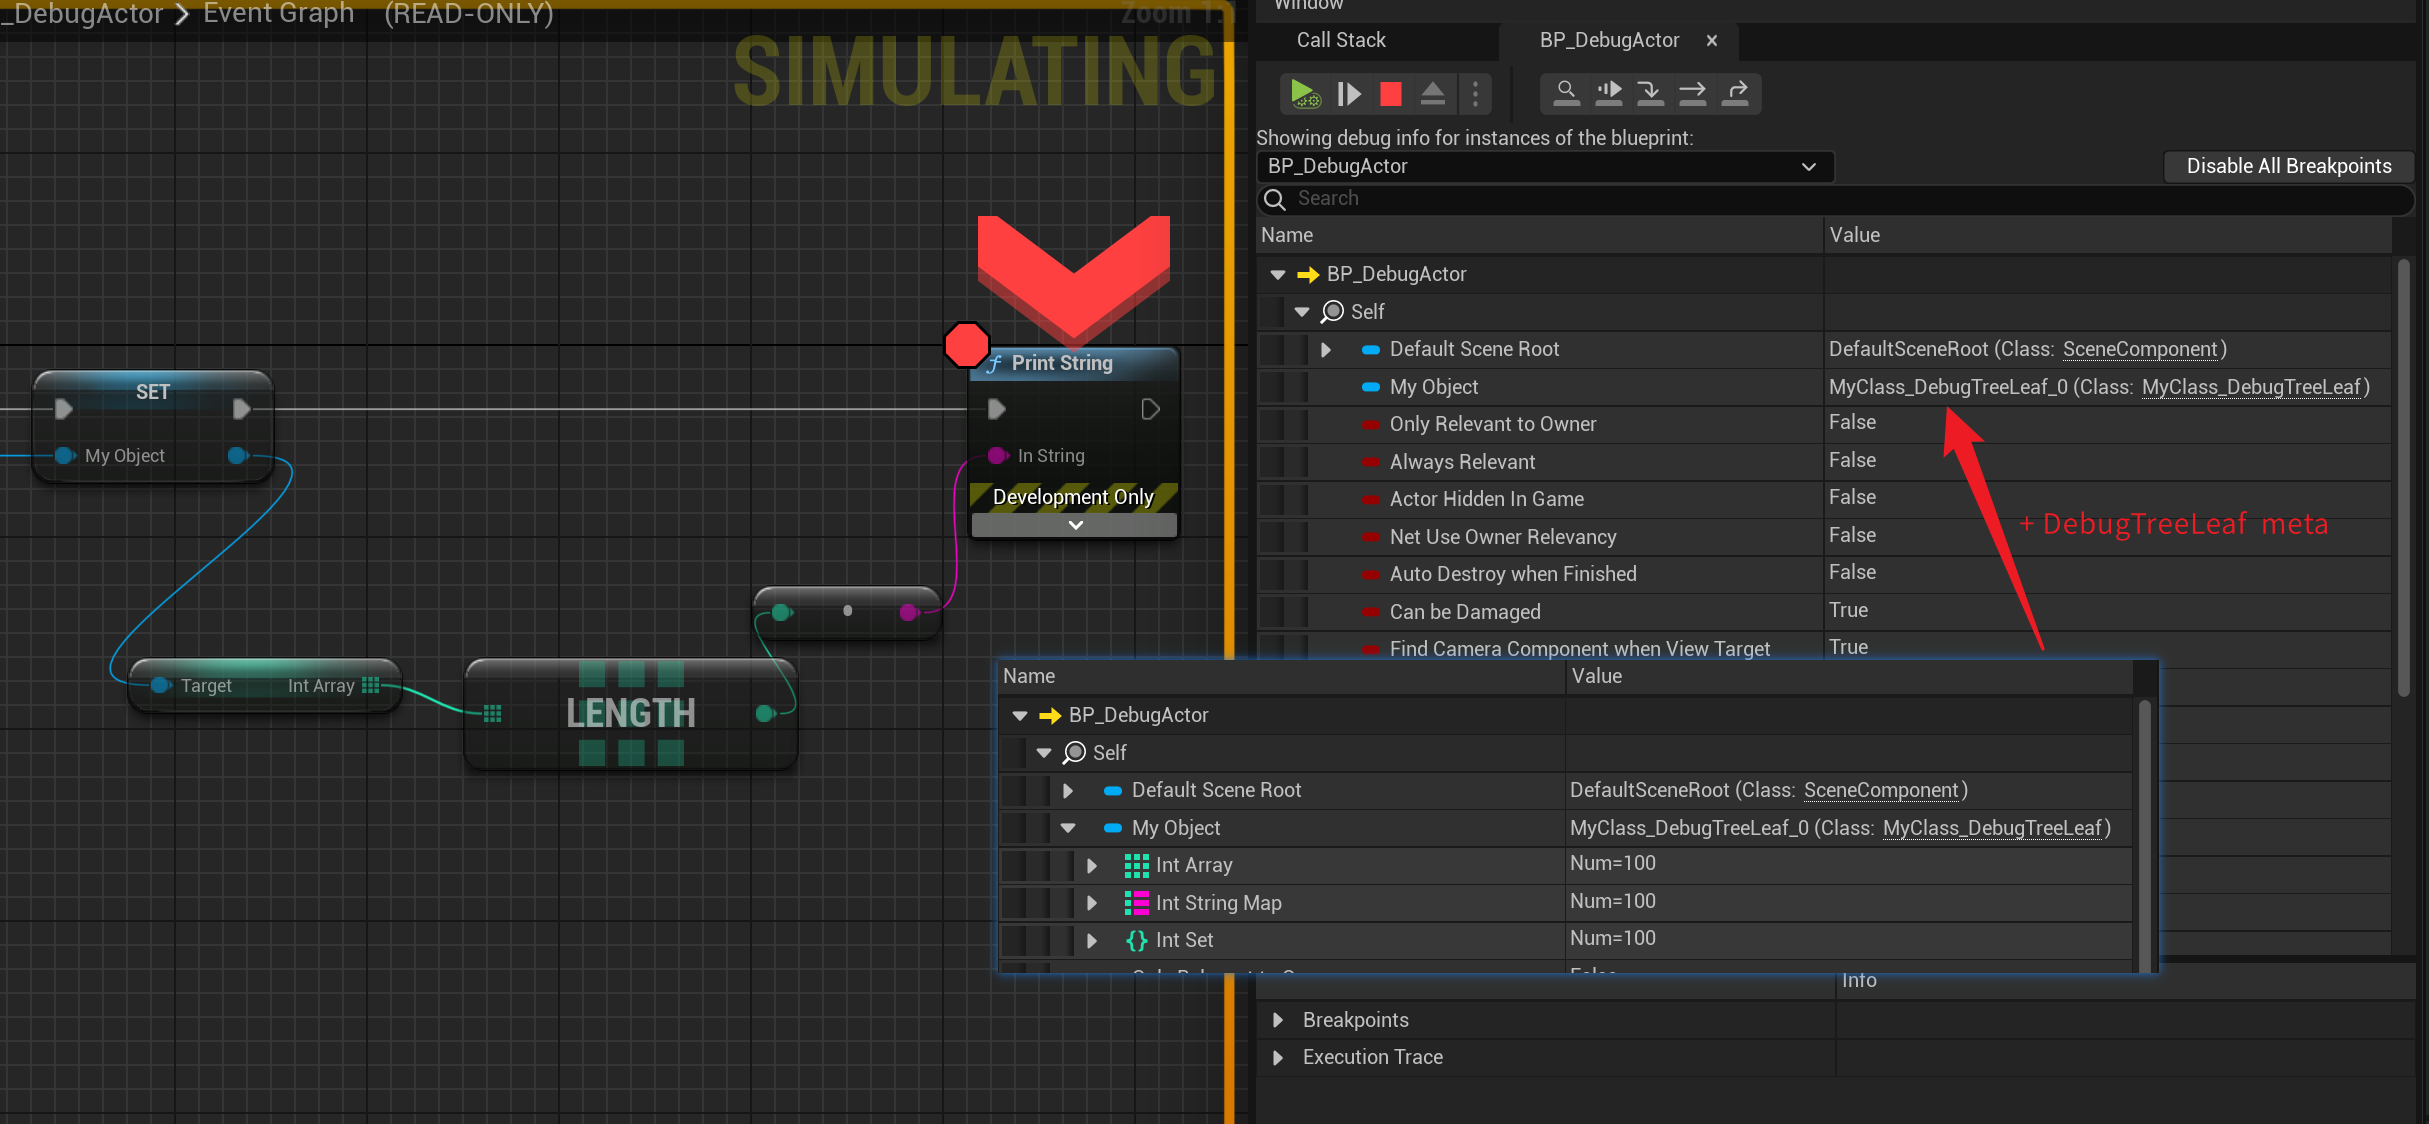 _DebugActor > Event Graph (READ-ONLY)
Zoom 1:1
SIMULATING
SET
My Object
Print String
In String
Development Only
Target Int Array
LENGTH
Window
Call Stack
BP_DebugActor
Showing debug info for instances of the blueprint:
BP_DebugActor
Disable All Breakpoints
Search
Name Value
BP_DebugActor
Self
Default Scene Root DefaultSceneRoot (Class: SceneComponent)
My Object MyClass_DebugTreeLeaf_0 (Class: MyClass_DebugTreeLeaf)
Only Relevant to Owner False
Always Relevant False
Actor Hidden In Game False
Net Use Owner Relevancy False
+ DebugTreeLeaf meta
Auto Destroy when Finished False
Can be Damaged True
Find Camera Component when View Target True
Name Value
BP_DebugActor
Self
Default Scene Root DefaultSceneRoot (Class: SceneComponent)
My Object MyClass_DebugTreeLeaf_0 (Class: MyClass_DebugTreeLeaf)
Int Array Num=100
Int String Map Num=100
Int Set Num=100
False
Info
Breakpoints
Execution Trace